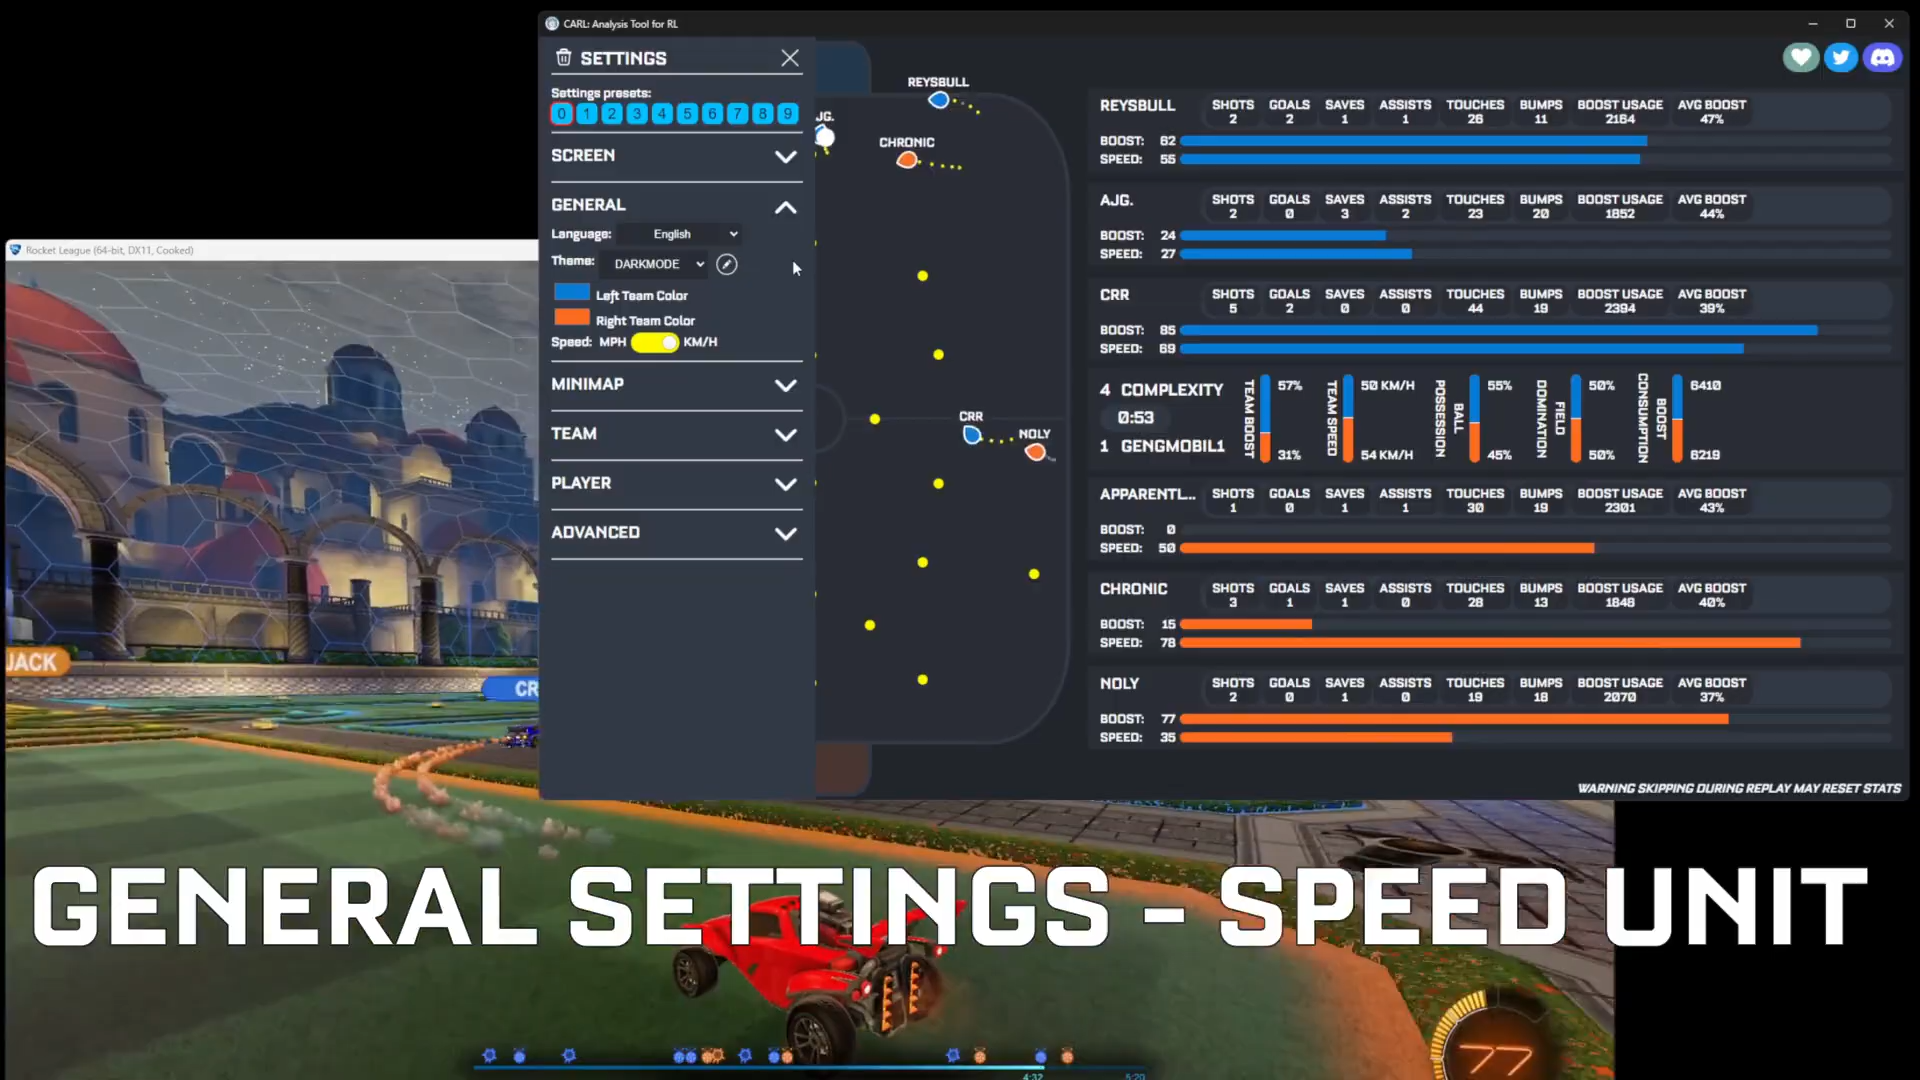 CARL: Analysis Tool for RL
SETTINGS
Settings presets:
0 1 2 3 4 5 6 7 8 9
SCREEN
GENERAL
Language: English
Theme: DARKMODE
Left Team Color
Right Team Color
Speed: MPH KM/H
MINIMAP
TEAM
PLAYER
ADVANCED
REYSBULL
JG.
CHRONIC
CRR
NOLY
REYSBULL SHOTS GOALS SAVES ASSISTS TOUCHES BUMPS BOOST USAGE AVG BOOST
2 2 1 1 26 11 2164 47%
BOOST: 62
SPEED: 55
AJG. SHOTS GOALS SAVES ASSISTS TOUCHES BUMPS BOOST USAGE AVG BOOST
2 0 3 2 23 20 1852 44%
BOOST: 24
SPEED: 27
CRR SHOTS GOALS SAVES ASSISTS TOUCHES BUMPS BOOST USAGE AVG BOOST
5 2 0 0 44 19 2394 39%
BOOST: 85
SPEED: 69
4 COMPLEXITY
0:53
1 GENGMOBIL1
TEAM BOOST 57% 31%
TEAM SPEED 50 KM/H 54 KM/H
BALL POSSESSION 55% 45%
FIELD DOMINATION 50% 50%
BOOST CONSUMPTION 6410 6219
APPARENTL... SHOTS GOALS SAVES ASSISTS TOUCHES BUMPS BOOST USAGE AVG BOOST
1 0 1 1 30 19 2301 43%
BOOST: 0
SPEED: 50
CHRONIC SHOTS GOALS SAVES ASSISTS TOUCHES BUMPS BOOST USAGE AVG BOOST
3 1 1 0 28 13 1848 40%
BOOST: 15
SPEED: 78
NOLY SHOTS GOALS SAVES ASSISTS TOUCHES BUMPS BOOST USAGE AVG BOOST
2 0 1 0 19 18 2070 37%
BOOST: 77
SPEED: 35
WARNING SKIPPING DURING REPLAY MAY RESET STATS
Rocket League (64-bit, DX11, Cooked)
JACK
CR
GENERAL SETTINGS - SPEED UNIT
77
4:32 5:20